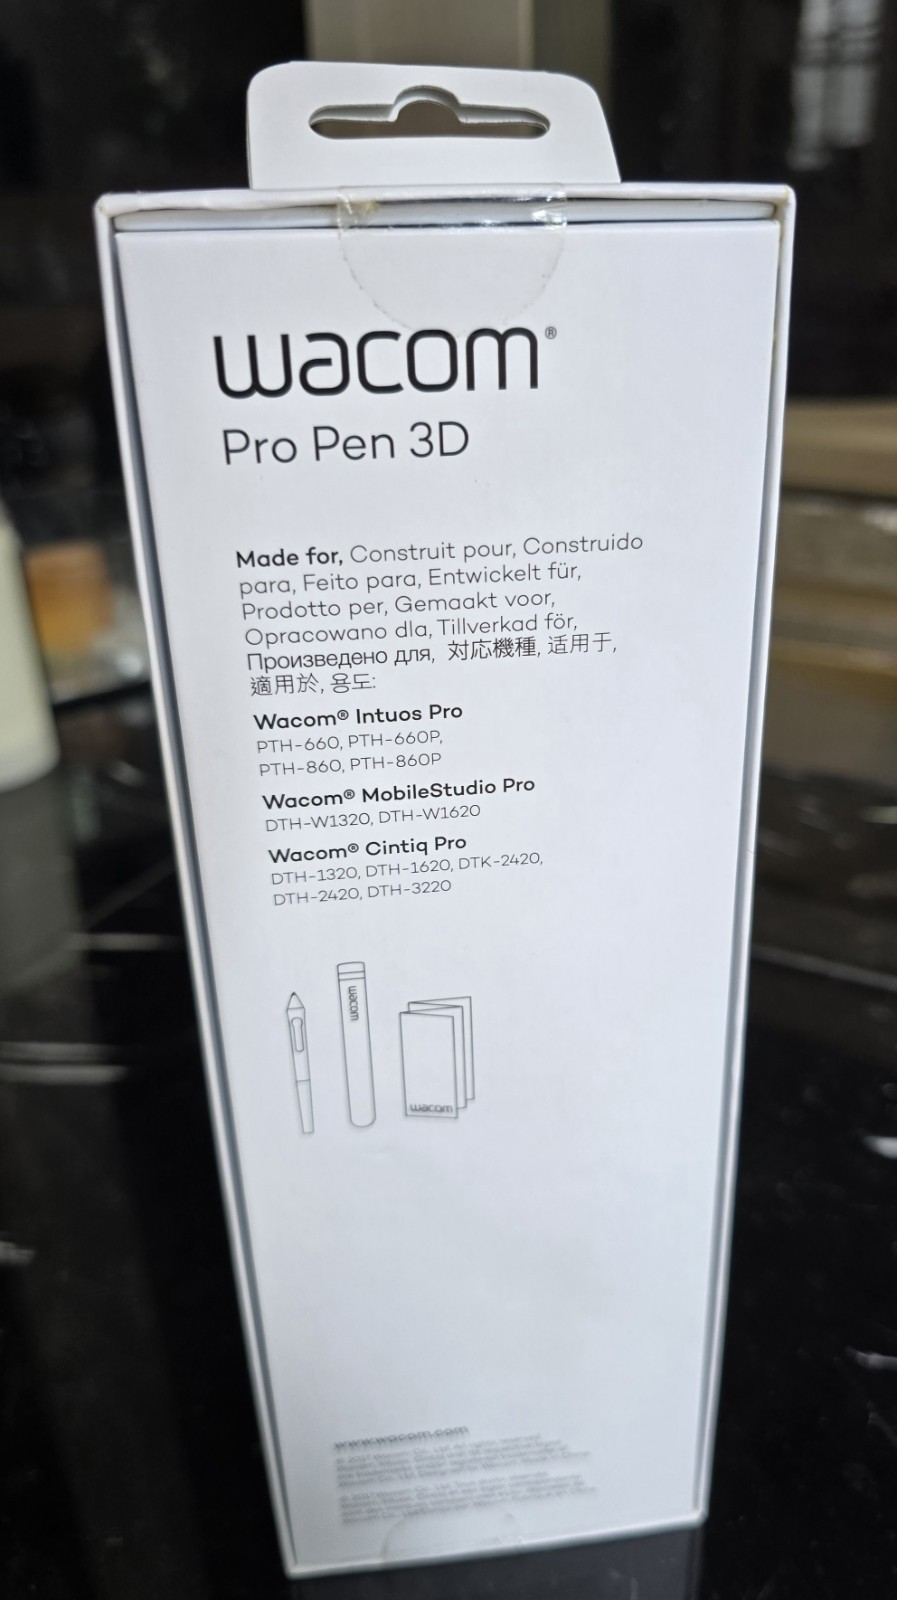 wacom®
Pro Pen 3D
Made for, Construit pour, Construido
para, Feito para, Entwickelt für,
Prodotto per, Gemaakt voor,
Opracowano dla, Tillverkad för,
Произведено для, 対応機種, 适用于,
適用於, 용도:
Wacom® Intuos Pro
PTH-660, PTH-660P,
PTH-860, PTH-860P
Wacom® MobileStudio Pro
DTH-W1320, DTH-W1620
Wacom® Cintiq Pro
DTH-1320, DTH-1620, DTK-2420,
DTH-2420, DTH-3220
wacom
wacom
www.wacom.com